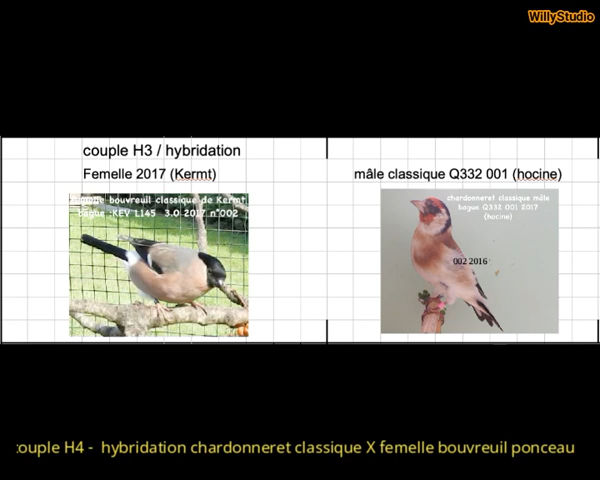 WillyStudio
couple H3 / hybridation
Femelle 2017 (Kermt)
mâle classique Q332 001 (hocine)
bouvreuil classique de Kermt
bague :KEV L145 3.0 2017 n°002
chardonneret classique mâle
bague Q332 001 2017
(hocine)
002 2016
:ouple H4 - hybridation chardonneret classique X femelle bouvreuil ponceau